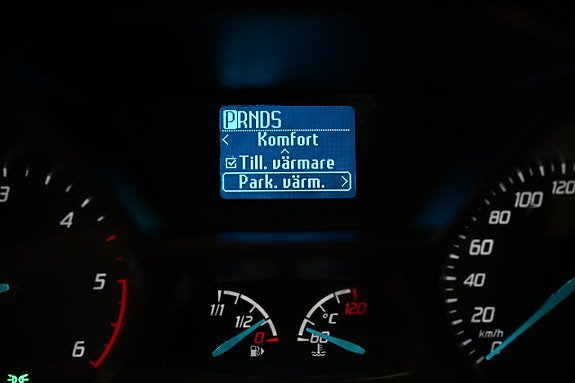 PRNDS
< Komfort
Till. värmare
Park. värm. >
3
4
5
6
1/1
1/2
0
60
°C
120
0
20
40
60
80
100
120
km/h